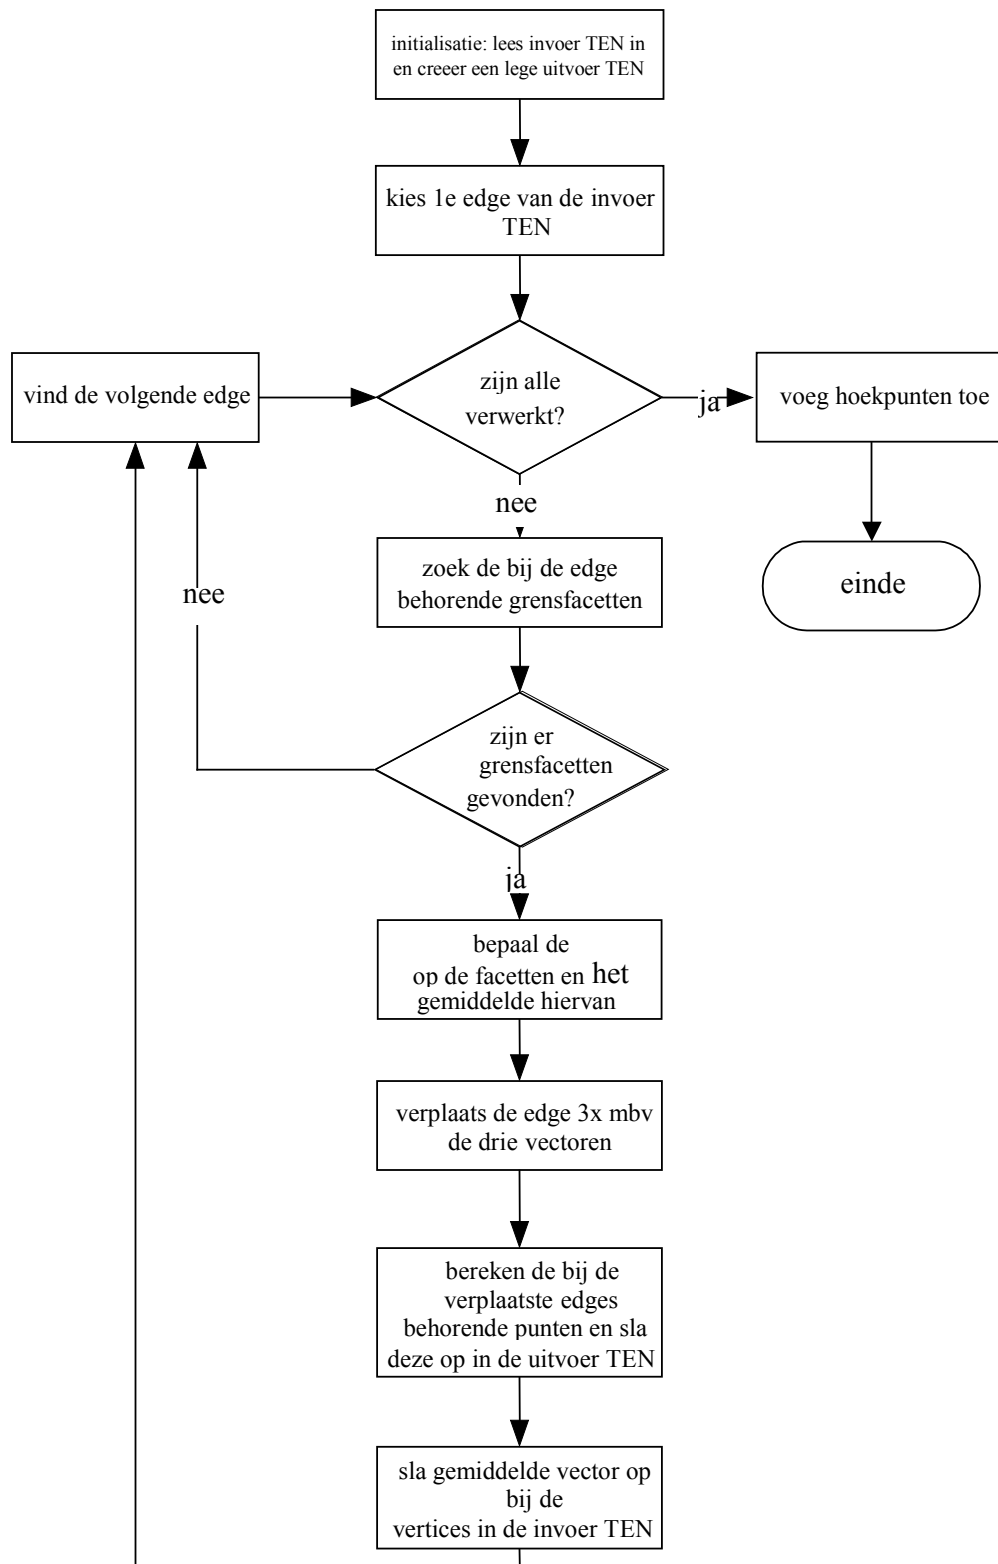 initialisatie: lees invoer TEN in
en creeer een lege uitvoer TEN
kies 1e edge van de invoer
TEN
vind de volgende edge
zijn alle
verwerkt?
ja
voeg hoekpunten toe
nee
zoek de bij de edge
behorende grensfacetten
nee
einde
zijn er
grensfacetten
gevonden?
ja
bepaal de
op de facetten en het
gemiddelde hiervan
verplaats de edge 3x mbv
de drie vectoren
bereken de bij de
verplaatste edges
behorende punten en sla
deze op in de uitvoer TEN
sla gemiddelde vector op
bij de
vertices in de invoer TEN